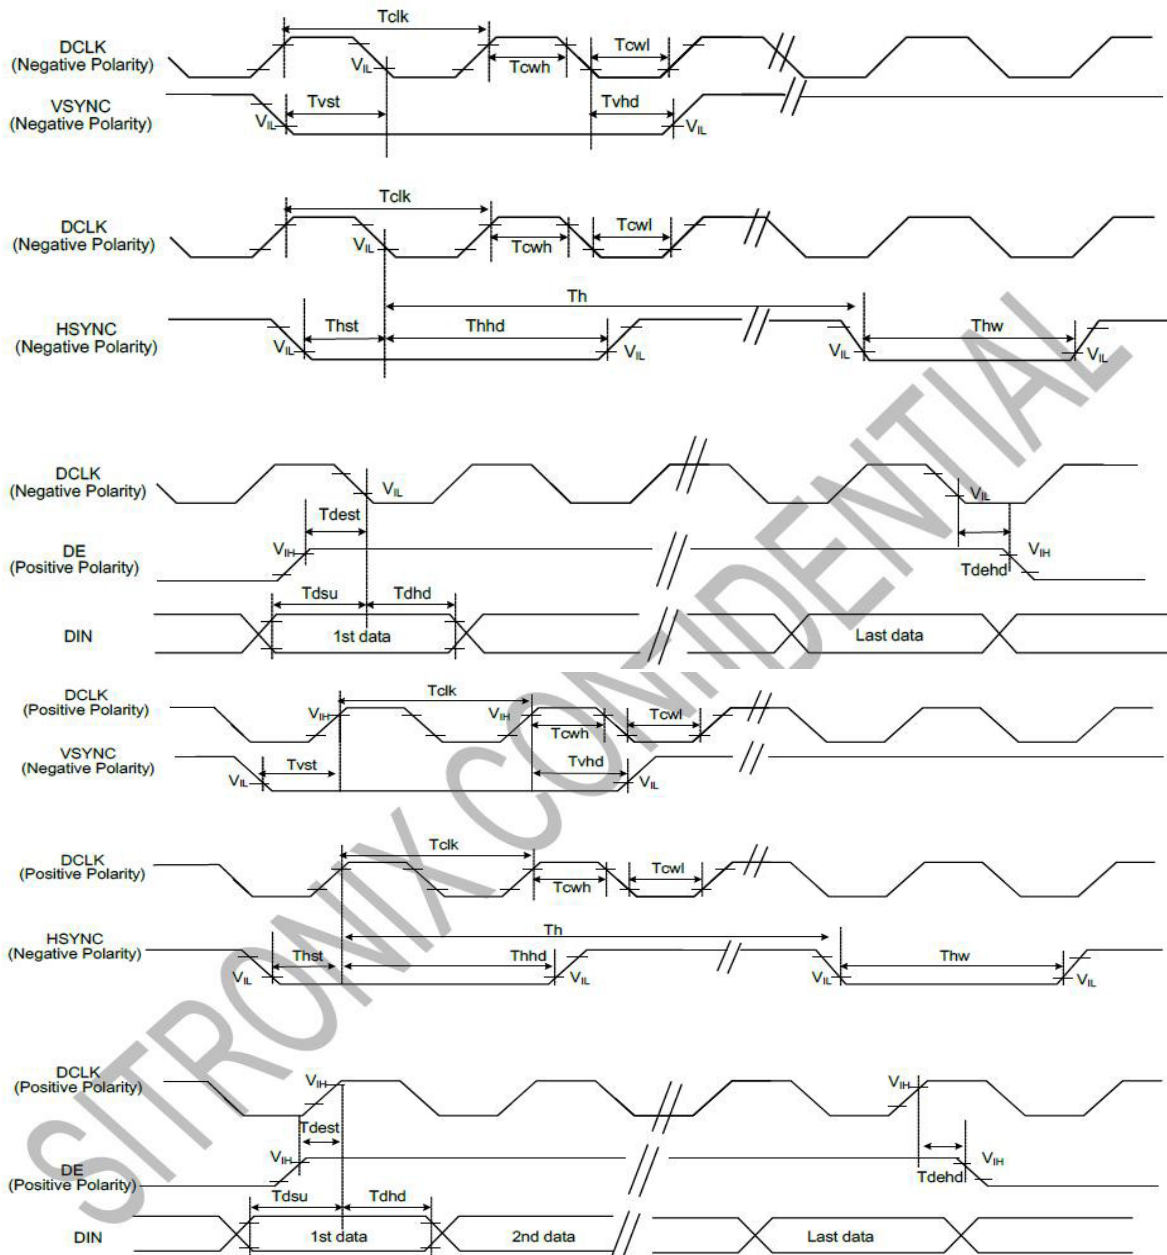 Tclk
DCLK
(Negative Polarity)
VIL
Tcwh
Tcwl
VSYNC
(Negative Polarity)
VIL
Tvst
Tvhd
VIL
Tclk
DCLK
(Negative Polarity)
VIL
Tcwh
Tcwl
Th
HSYNC
(Negative Polarity)
VIL
Thst
Thhd
VIL
VIL
Thw
VIL
DCLK
(Negative Polarity)
VIL
VIL
Tdest
DE
(Positive Polarity)
VIH
VIH
Tdehd
Tdsu
Tdhd
DIN
1st data
Last data
DCLK
(Positive Polarity)
Tclk
VIH
VIH
Tcwh
Tcwl
VSYNC
(Negative Polarity)
VIL
Tvst
Tvhd
VIL
DCLK
(Positive Polarity)
Tclk
Tcwh
Tcwl
Th
HSYNC
(Negative Polarity)
VIL
Thst
Thhd
VIL
VIL
Thw
VIL
DCLK
(Positive Polarity)
VIH
VIH
Tdest
DE
(Positive Polarity)
VIH
VIH
Tdehd
Tdsu
Tdhd
DIN
1st data
2nd data
Last data
SITRONIX CONFIDENTIAL